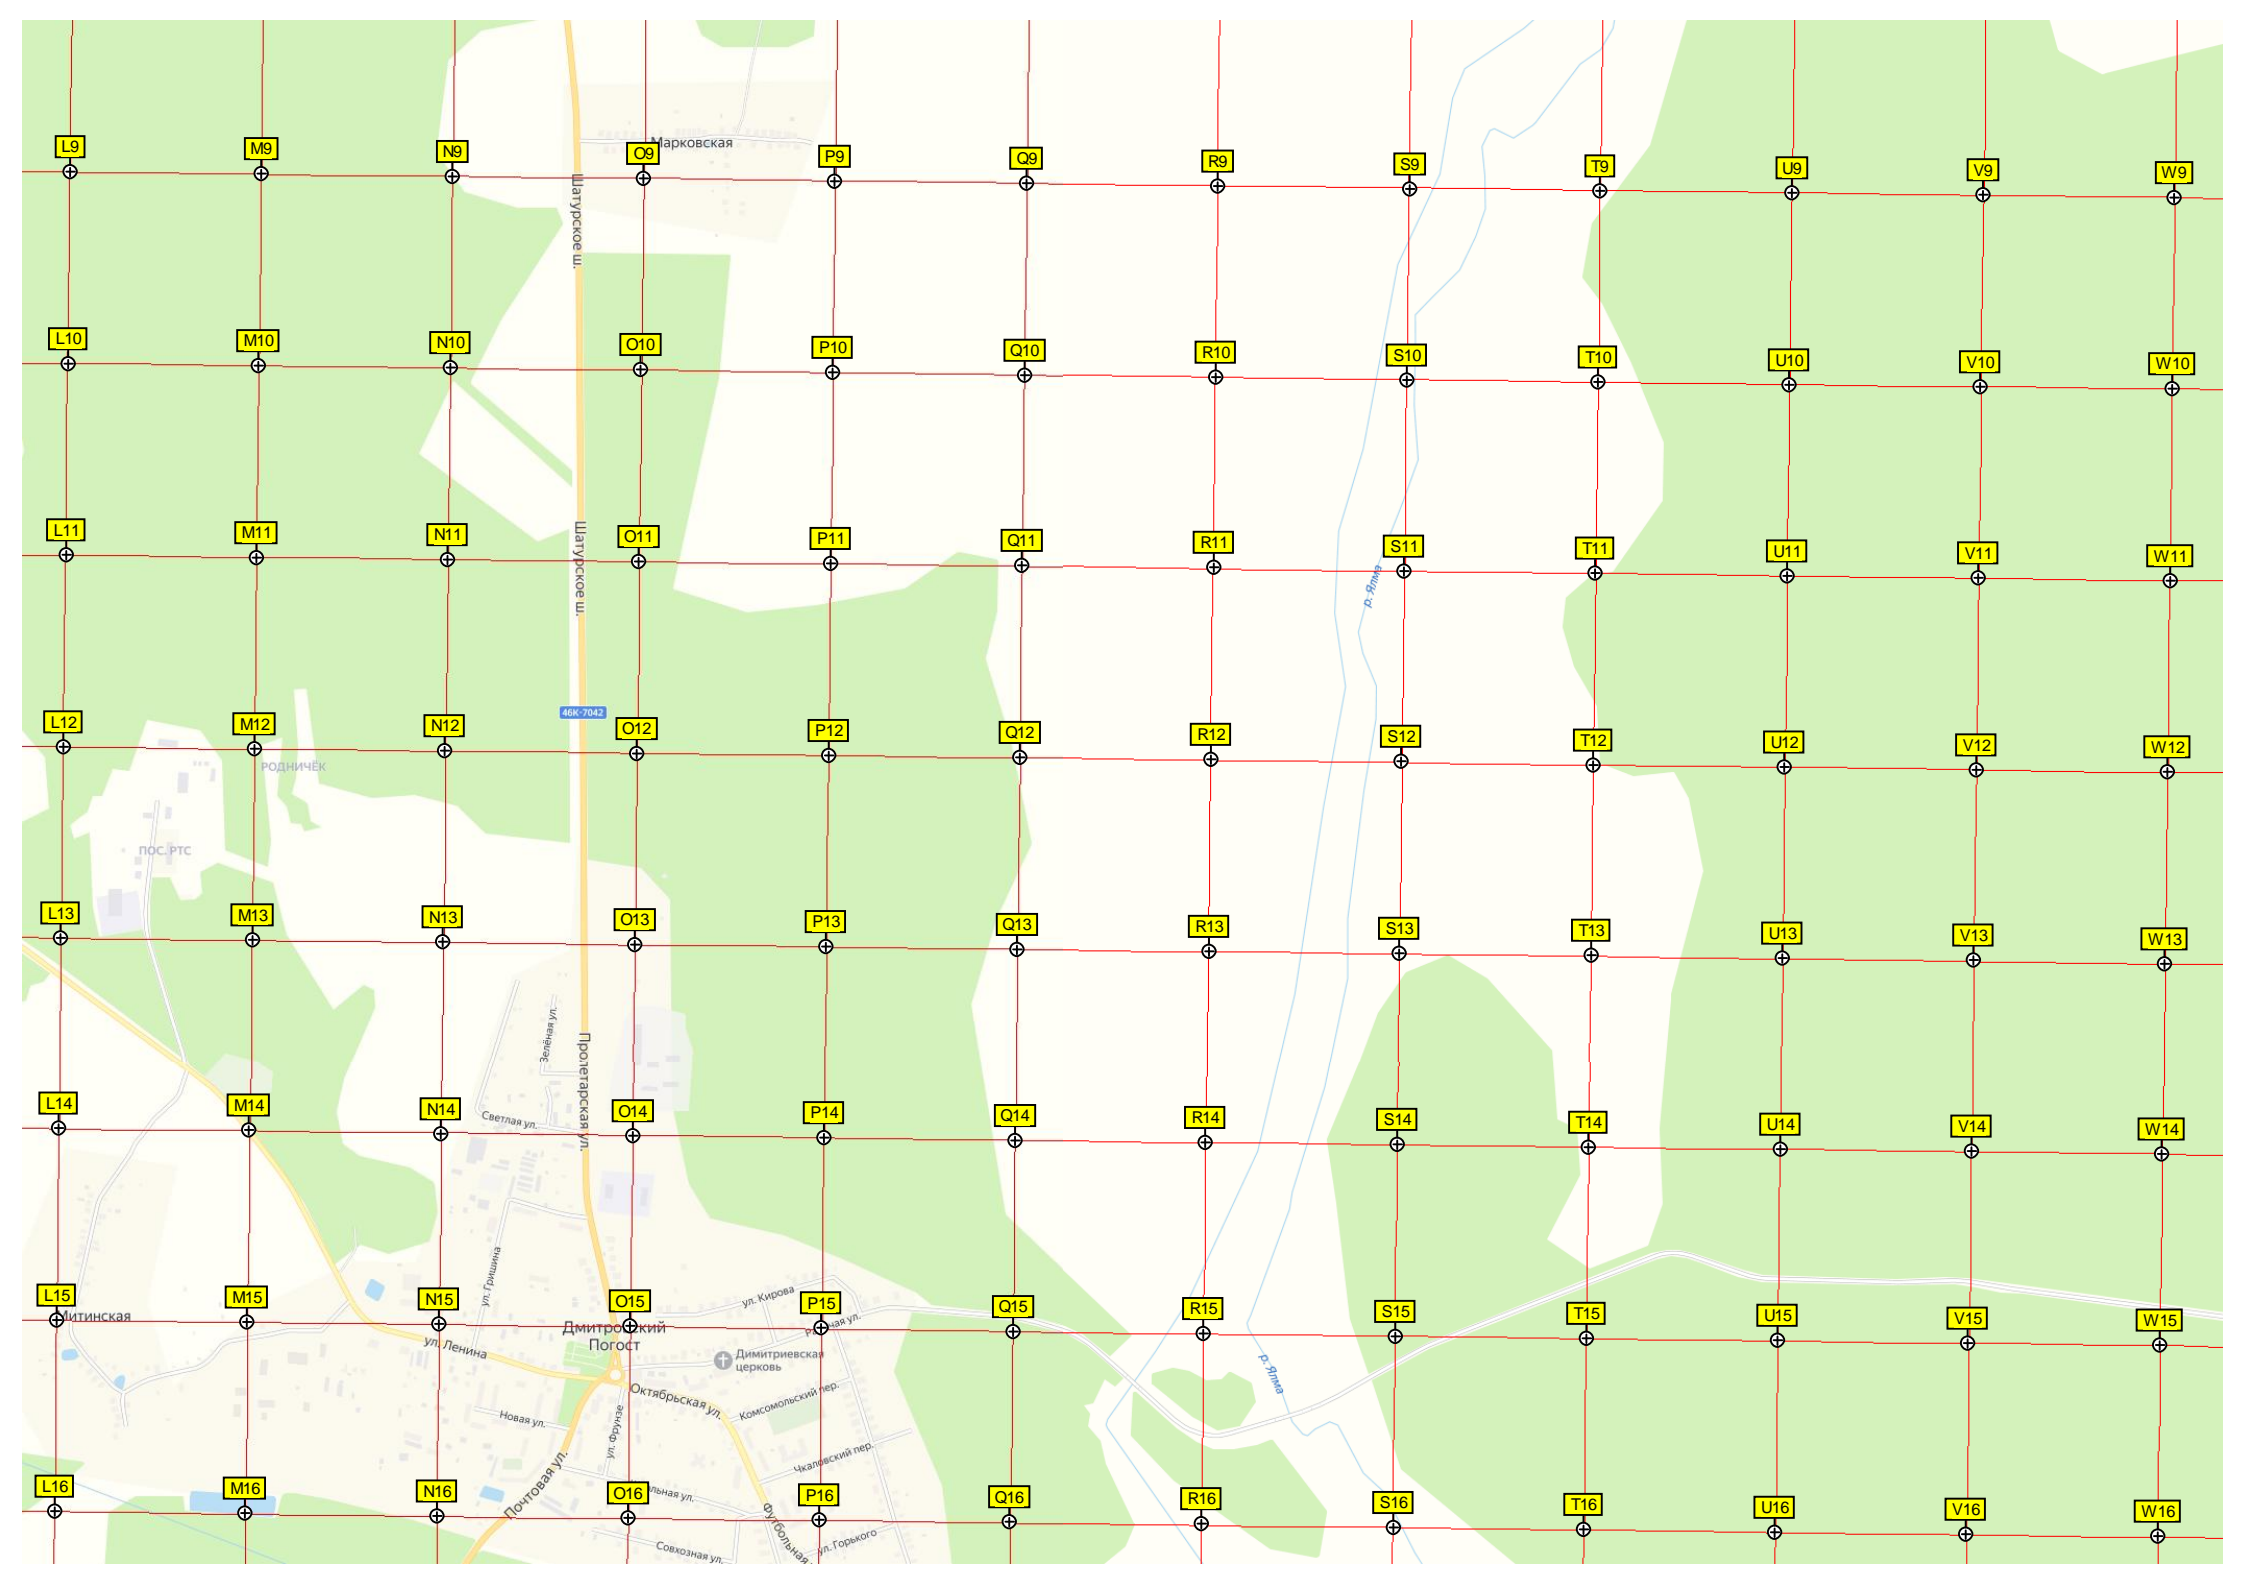 Марковская
L9 M9 N9 O9 P9 Q9 R9 S9 T9 U9 V9 W9
Шатурское ш.
L10 M10 N10 O10 P10 Q10 R10 S10 T10 U10 V10 W10
L11 M11 N11 O11 P11 Q11 R11 S11 T11 U11 V11 W11
Шатурское ш.
р. Ялма
46К-7042
L12 M12 N12 O12 P12 Q12 R12 S12 T12 U12 V12 W12
РОДНИЧЁК
ПОС. РТС
L13 M13 N13 O13 P13 Q13 R13 S13 T13 U13 V13 W13
Зелёная ул.
Пролетарская ул.
L14 M14 N14 O14 P14 Q14 R14 S14 T14 U14 V14 W14
Светлая ул.
ул. Гришина
ул. Кирова
L15 M15 N15 O15 P15 Q15 R15 S15 T15 U15 V15 W15
Митинская
Дмитровский
Погост
ул. Ленина
Димитриевская
церковь
р. Ялма
Октябрьская ул.
Комсомольский пер.
Новая ул.
ул. Фрунзе
Чкаловский пер.
Почтовая ул.
L16 M16 N16 O16 P16 Q16 R16 S16 T16 U16 V16 W16
Футбольная
ул. Горького
Совхозная ул.